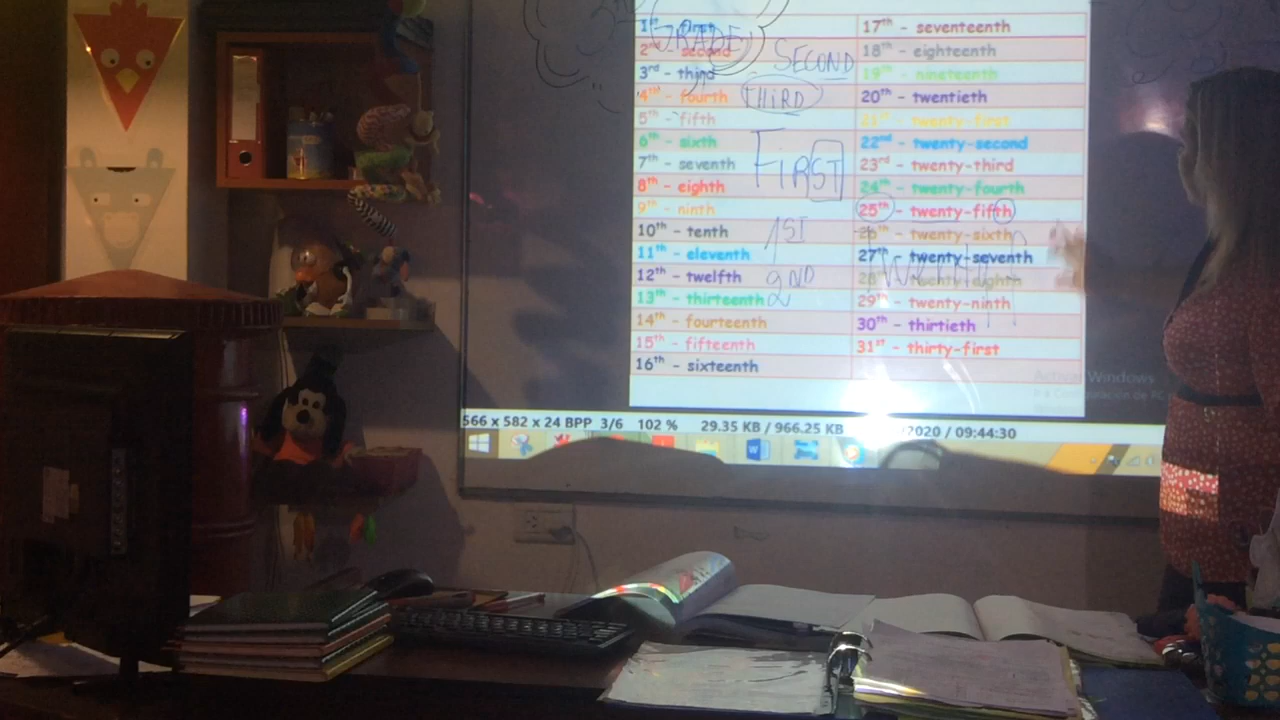 1st - first
GRADE
2nd - second
SECOND
3rd - third
4th - fourth
THIRD
5th - fifth
6th - sixth
FIRST
7th - seventh
8th - eighth
9th - ninth
10th - tenth
1ST
11th - eleventh
12th - twelfth
2ND
13th - thirteenth
14th - fourteenth
15th - fifteenth
16th - sixteenth
17th - seventeenth
18th - eighteenth
19th - nineteenth
20th - twentieth
21st - twenty-first
22nd - twenty-second
23rd - twenty-third
24th - twenty-fourth
25th - twenty-fifth
26th - twenty-sixth
27th - twenty-seventh
28th - twenty-eighth
29th - twenty-ninth
30th - thirtieth
31st - thirty-first
Activar Windows
Configuración de PC
566 x 582 x 24 BPP 3/6 102 % 29.35 KB / 966.25 KB 2020 / 09:44:30